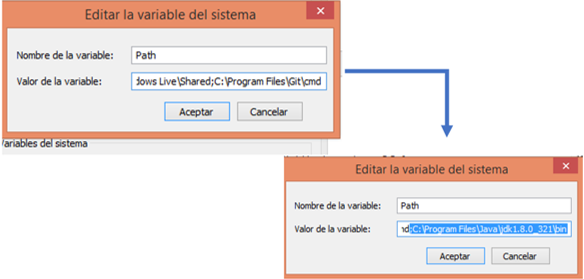 Editar la variable del sistema
Nombre de la variable: Path
Valor de la variable: dows Live\Shared;C:\Program Files\Git\cmd
Aceptar Cancelar
Variables del sistema
Editar la variable del sistema
Nombre de la variable: Path
Valor de la variable: nd;C:\Program Files\Java\jdk1.8.0_321\bin
Aceptar Cancelar